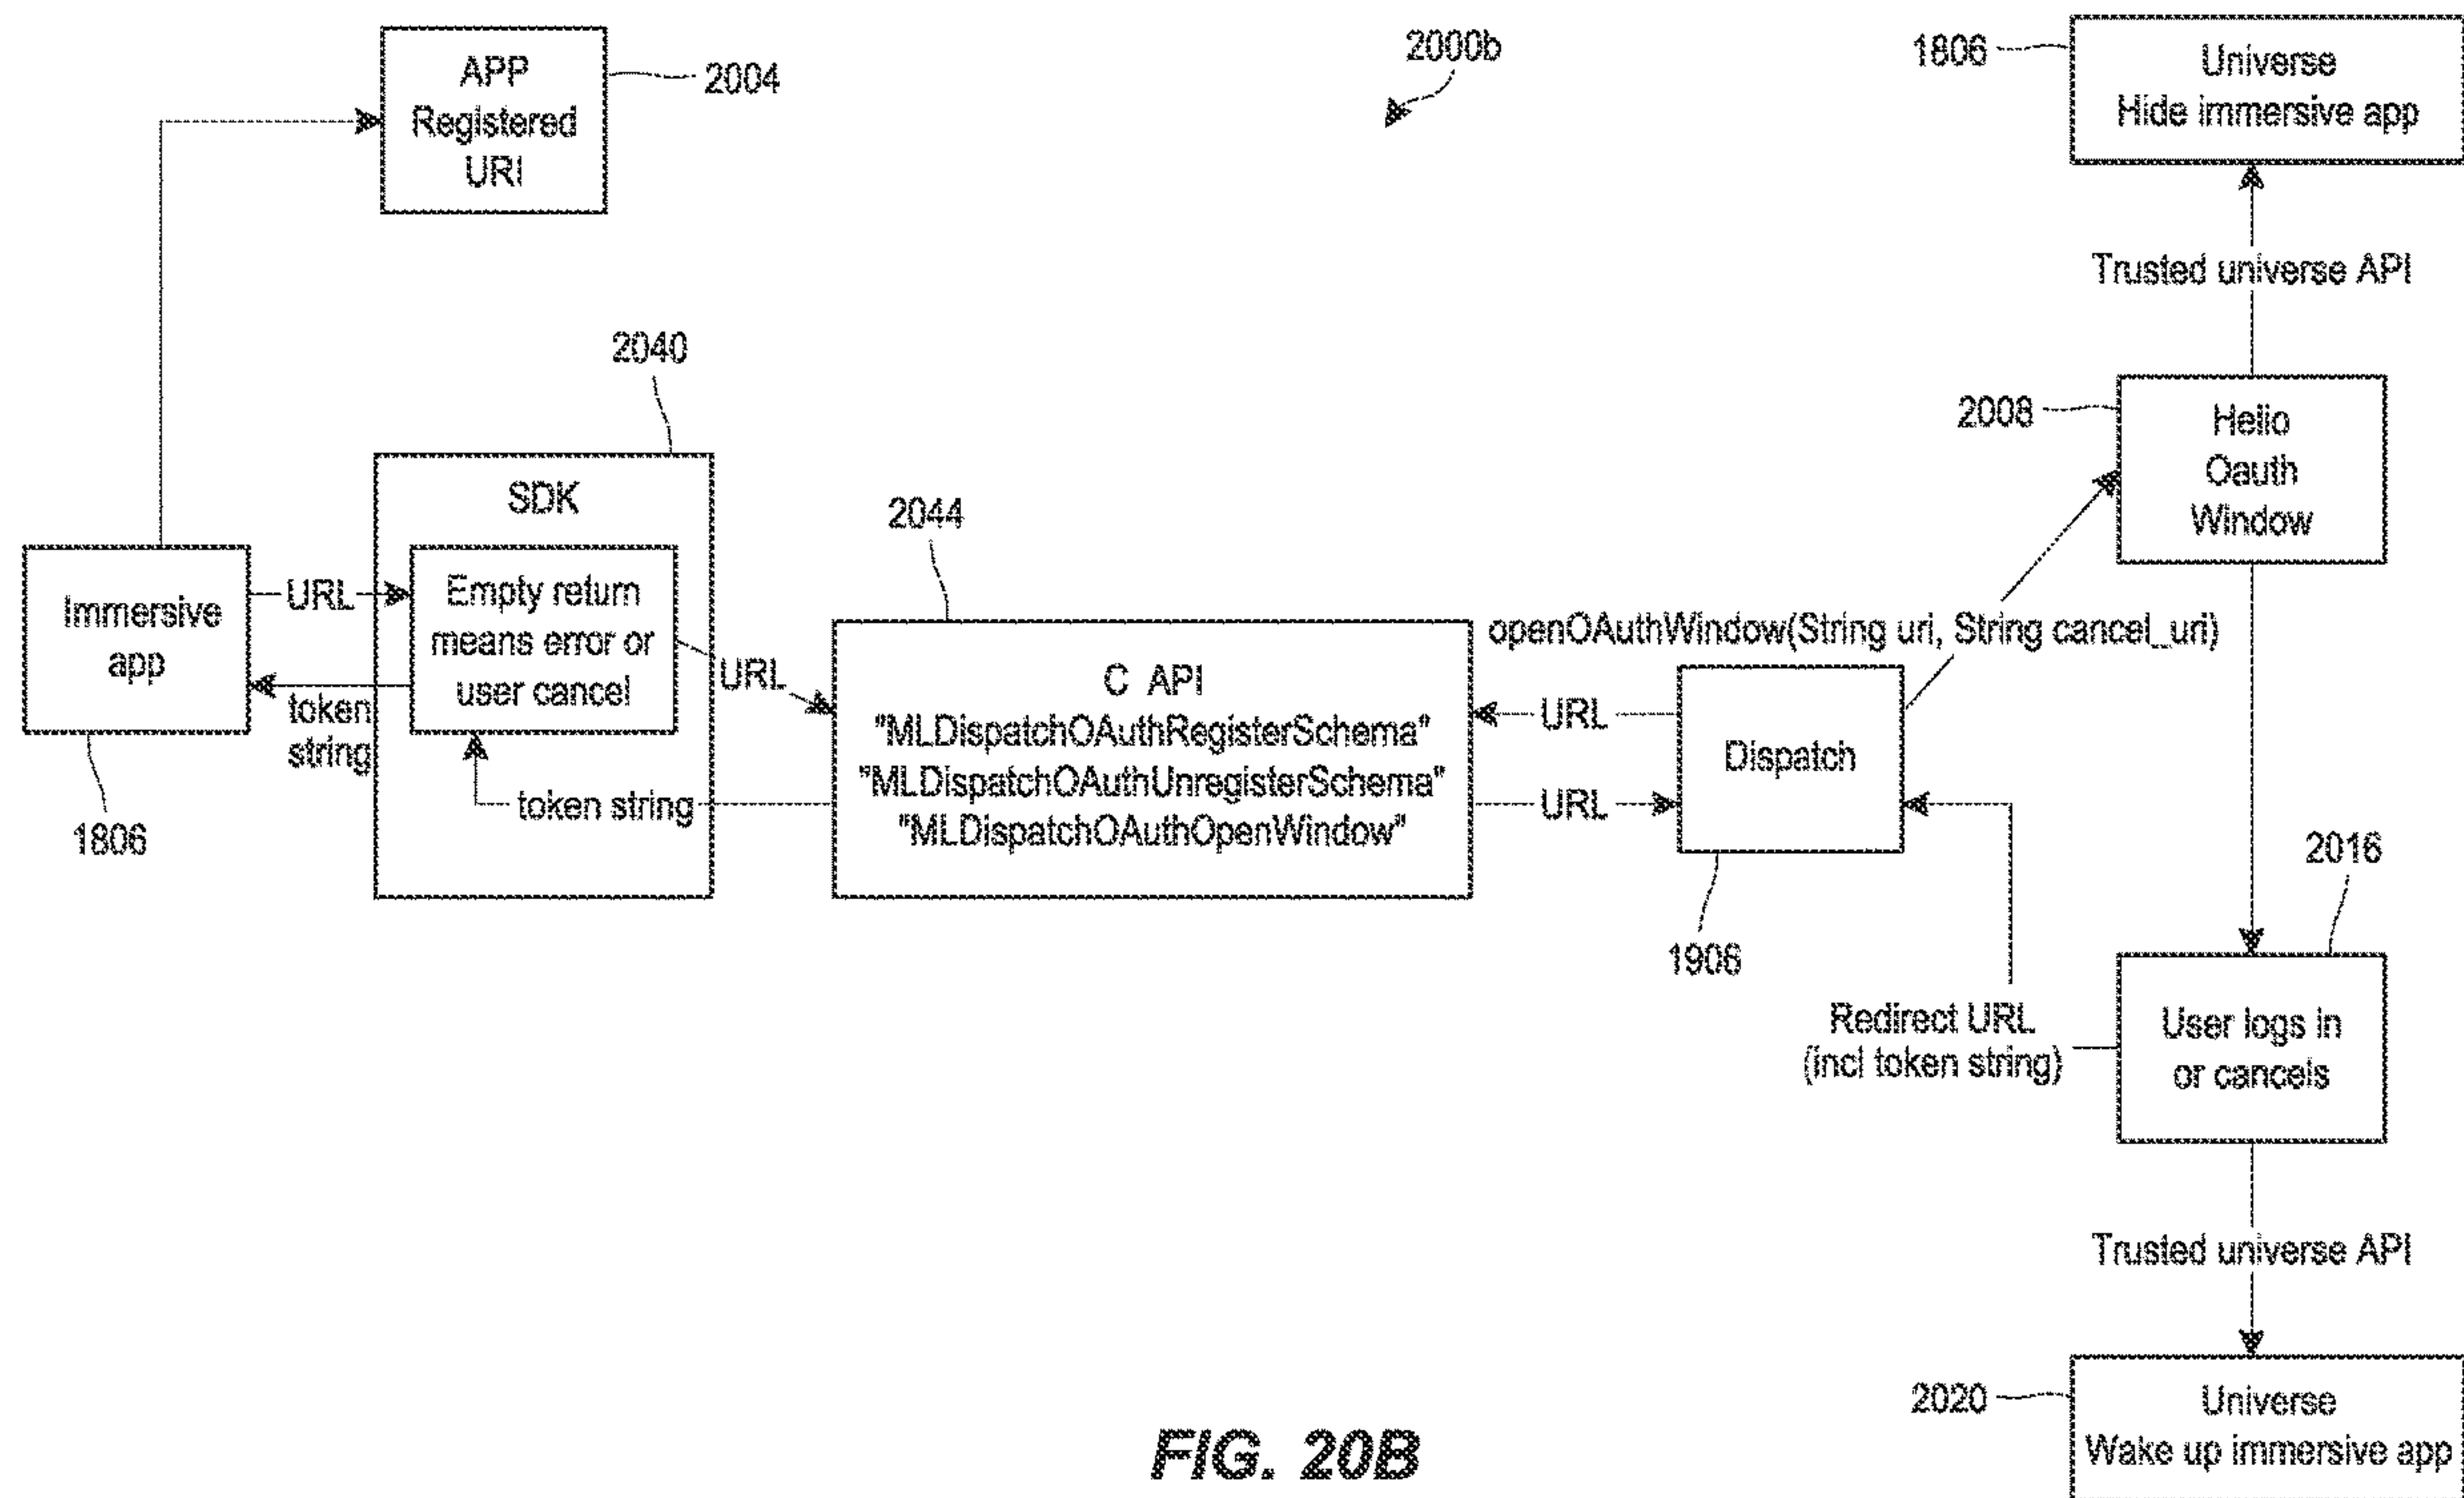 2000b
APP
Registered
URI
2004
1806
Universe
Hide immersive app
Trusted universe API
2040
2008
Helio
Oauth
Window
SDK
2044
Immersive
app
1806
URL
Empty return
means error or
user cancel
token
string
URL
token string
C API
"MLDispatchOAuthRegisterSchema"
"MLDispatchOAuthUnregisterSchema"
"MLDispatchOAuthOpenWindow"
openOAuthWindow(String uri, String cancel_uri)
URL
URL
Dispatch
1906
2016
Redirect URL
(incl token string)
User logs in
or cancels
Trusted universe API
2020
Universe
Wake up immersive app
FIG. 20B